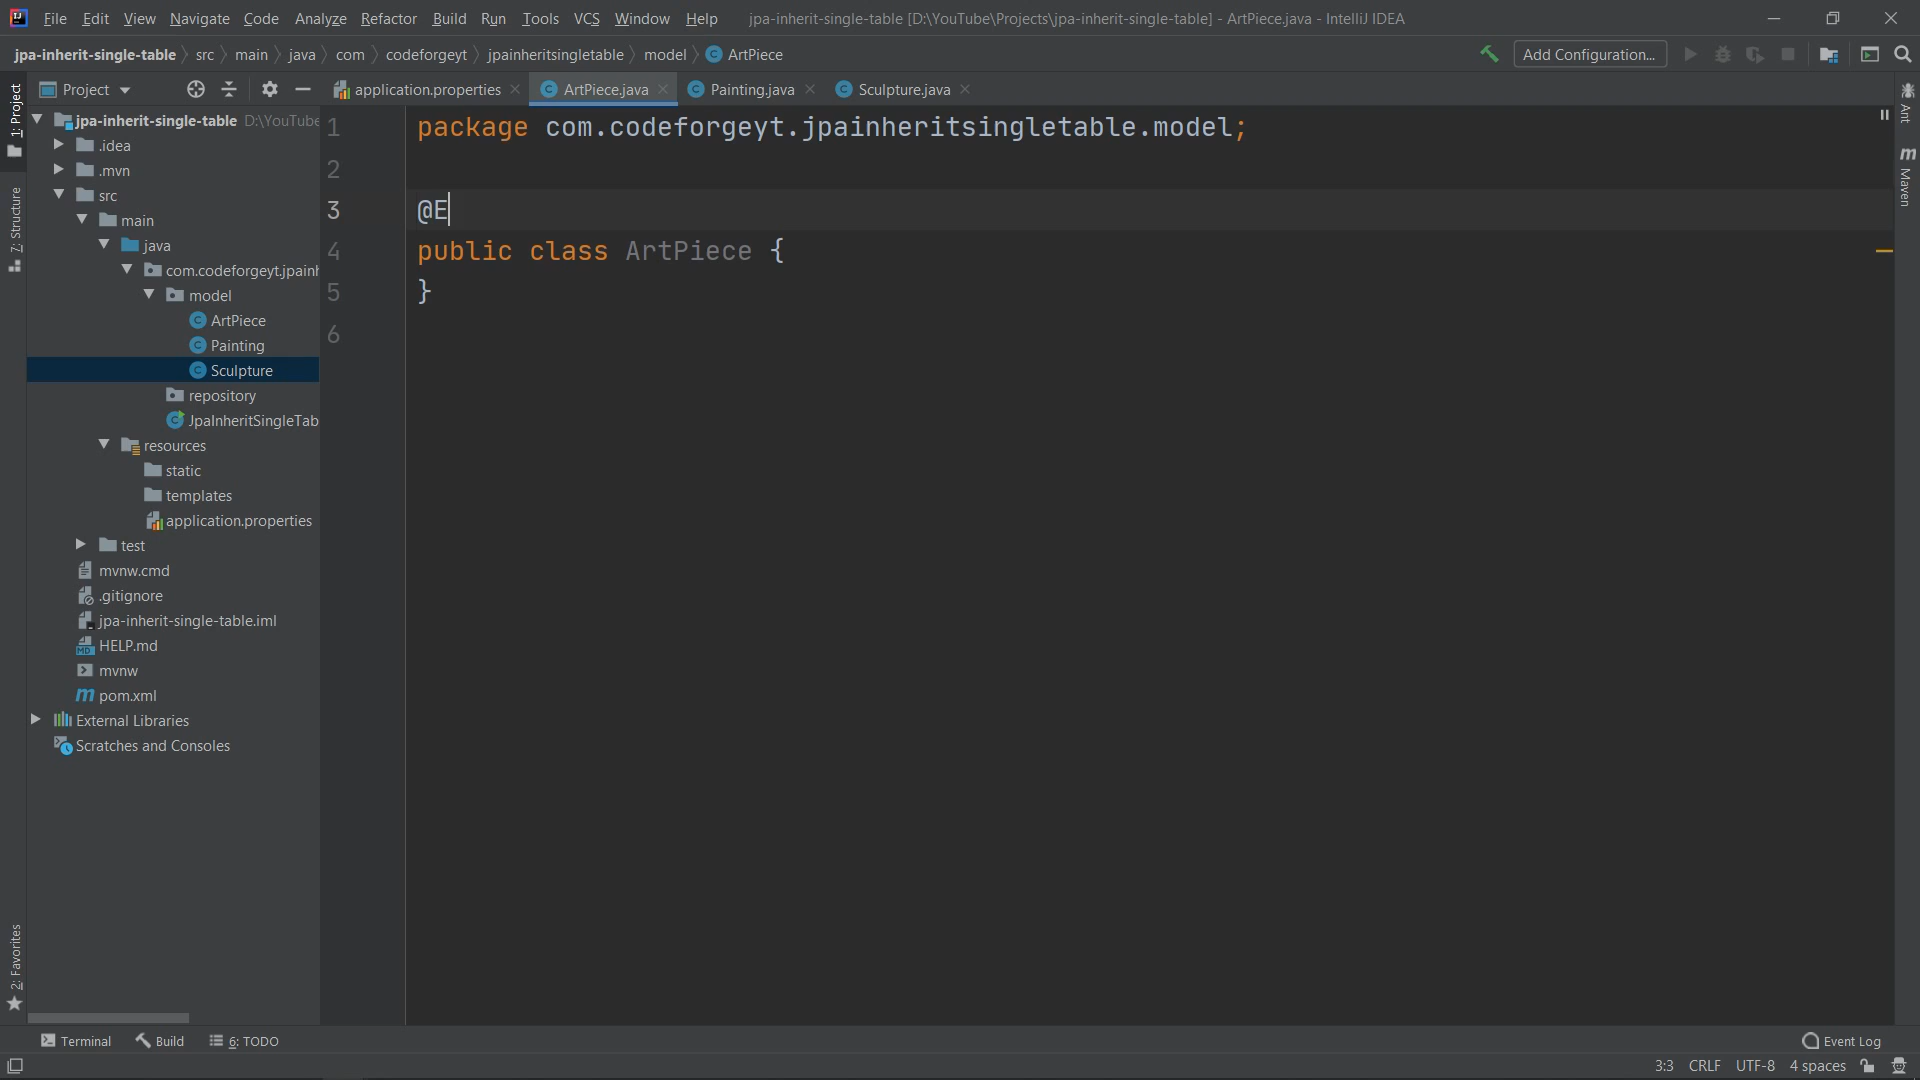 File Edit View Navigate Code Analyze Refactor Build Run Tools VCS Window Help jpa-inherit-single-table [D:\YouTube\Projects\jpa-inherit-single-table] - ArtPiece.java - IntelliJ IDEA
jpa-inherit-single-table src main java com codeforgeyt jpainheritsingletable model ArtPiece Add Configuration...
Project application.properties ArtPiece.java Painting.java Sculpture.java
1: Project
7: Structure
2: Favorites
jpa-inherit-single-table D:\YouTube
.idea
.mvn
src
main
java
com.codeforgeyt.jpainh
model
ArtPiece
Painting
Sculpture
repository
JpaInheritSingleTab
resources
static
templates
application.properties
test
mvnw.cmd
.gitignore
jpa-inherit-single-table.iml
HELP.md
mvnw
pom.xml
External Libraries
Scratches and Consoles
1 package com.codeforgeyt.jpainheritsingletable.model;
2
3 @E
4 public class ArtPiece {
5 }
6
Ant
Maven
Terminal Build 6: TODO Event Log
3:3 CRLF UTF-8 4 spaces